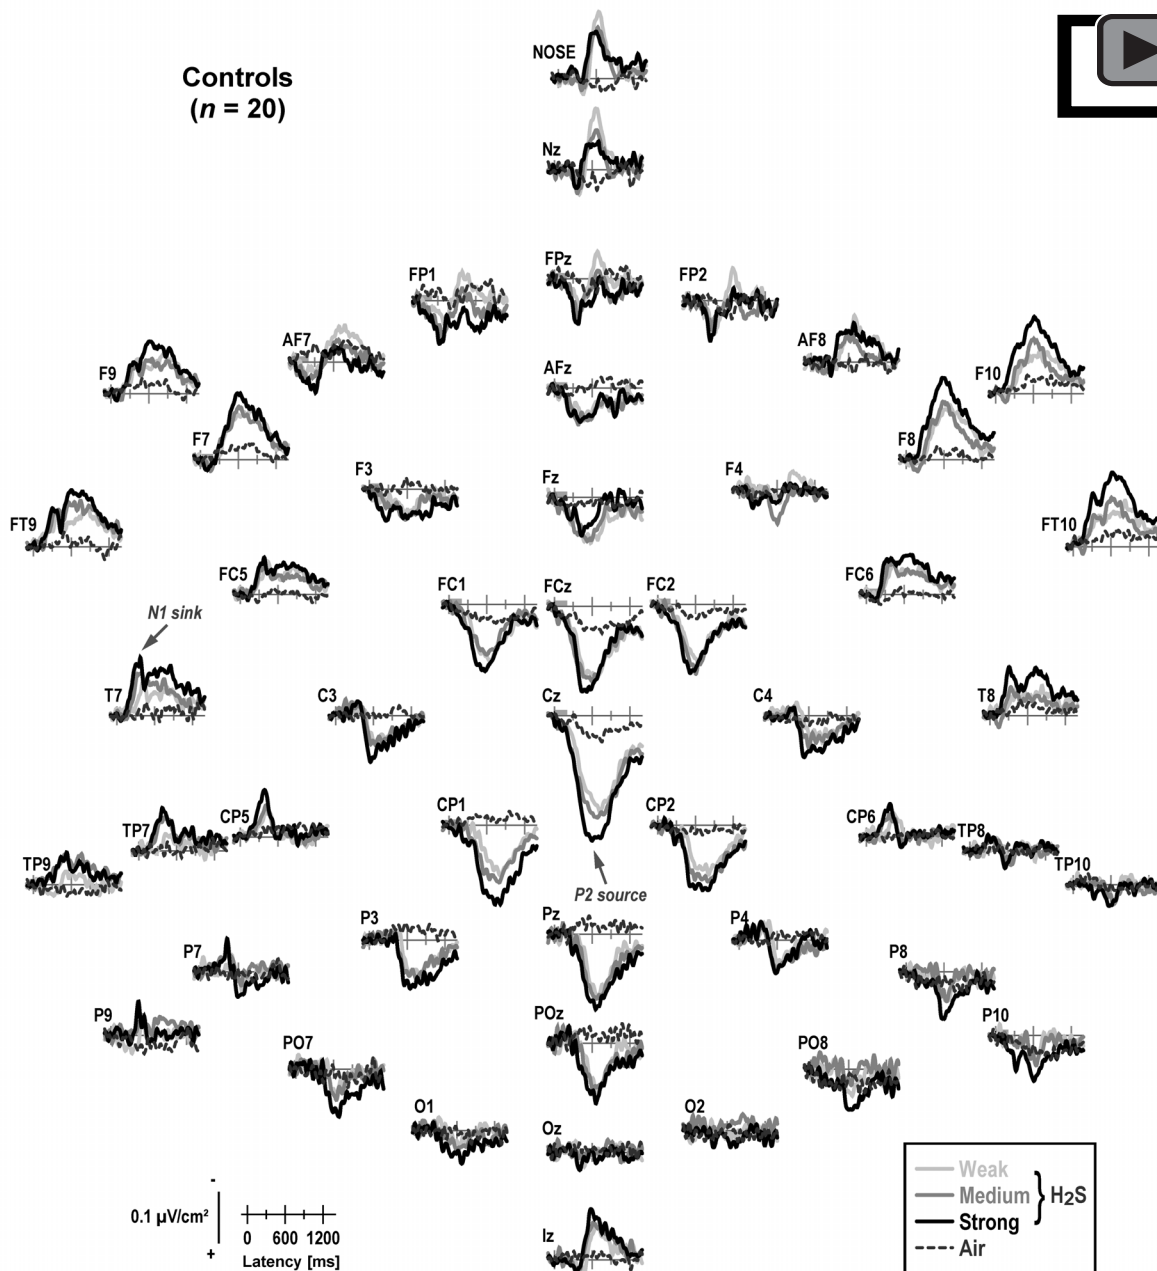 NOSE
Controls
(n = 20)
Nz
FPz
FP1
FP2
AF7
AF8
F9
AFz
F10
F7
F8
F3
Fz
F4
FT9
FT10
FC5
FC6
FC1
FCz
FC2
N1 sink
T7
C3
Cz
C4
T8
CP1
CP2
TP7
CP5
CP6
TP8
TP9
TP10
P2 source
P3
Pz
P4
P7
P8
P9
POz
P10
PO7
PO8
O1
O2
Oz
Weak
Medium
H2S
Strong
Air
-
0.1 µV/cm²
+
0 600 1200
Latency [ms]
Iz